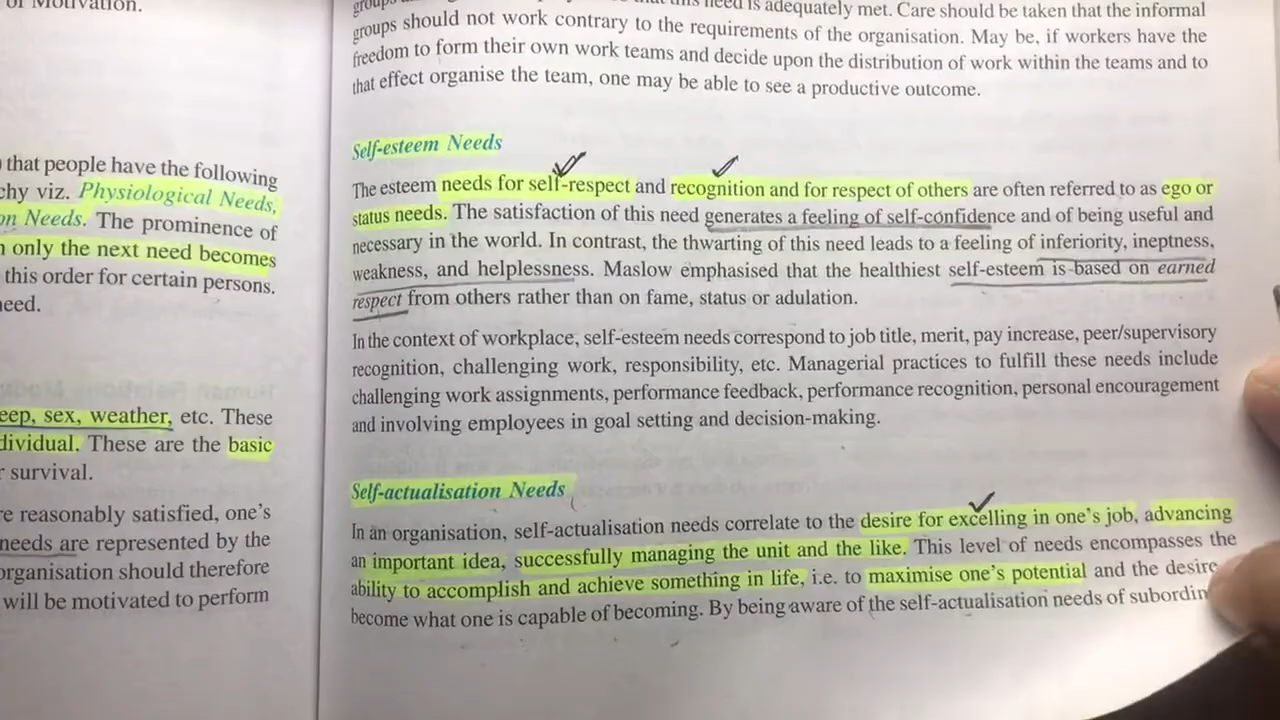 of Motivation.
that people have the following
chy viz. Physiological Needs,
on Needs. The prominence of
only the next need becomes
this order for certain persons.
need.
eep, sex, weather, etc. These
dividual. These are the basic
r survival.
re reasonably satisfied, one's
needs are represented by the
organisation should therefore
will be motivated to perform
need is adequately met. Care should be taken that the informal
groups should not work contrary to the requirements of the organisation. May be, if workers have the
freedom to form their own work teams and decide upon the distribution of work within the teams and to
that effect organise the team, one may be able to see a productive outcome.
Self-esteem Needs
The esteem needs for self-respect and recognition and for respect of others are often referred to as ego or
status needs. The satisfaction of this need generates a feeling of self-confidence and of being useful and
necessary in the world. In contrast, the thwarting of this need leads to a feeling of inferiority, ineptness,
weakness, and helplessness. Maslow emphasised that the healthiest self-esteem is based on earned
respect from others rather than on fame, status or adulation.
In the context of workplace, self-esteem needs correspond to job title, merit, pay increase, peer/supervisory
recognition, challenging work, responsibility, etc. Managerial practices to fulfill these needs include
challenging work assignments, performance feedback, performance recognition, personal encouragement
and involving employees in goal setting and decision-making.
Self-actualisation Needs
In an organisation, self-actualisation needs correlate to the desire for excelling in one's job, advancing
an important idea, successfully managing the unit and the like. This level of needs encompasses the
ability to accomplish and achieve something in life, i.e. to maximise one's potential and the desire
become what one is capable of becoming. By being aware of the self-actualisation needs of subordin